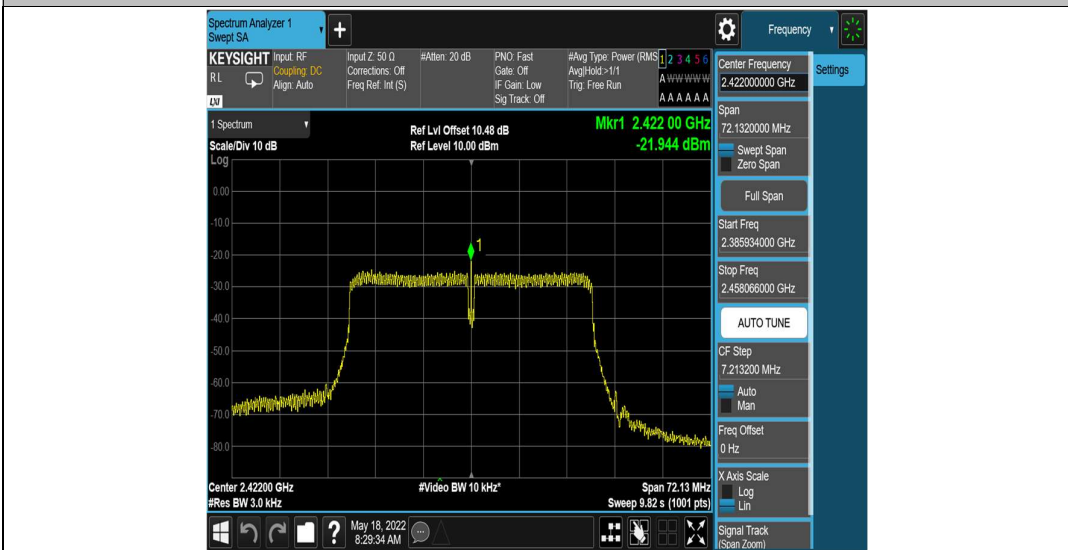 Spectrum Analyzer 1
Swept SA
Frequency
KEYSIGHT
RL
LXI
Input: RF
Coupling: DC
Align: Auto
Input Z: 50 Ω
Corrections: Off
Freq Ref: Int (S)
#Atten: 20 dB
PNO: Fast
Gate: Off
IF Gain: Low
Sig Track: Off
#Avg Type: Power (RMS
Avg|Hold:>1/1
Trig: Free Run
1 2 3 4 5 6
A W W W W W
A A A A A A
Center Frequency
2.422000000 GHz
Settings
1 Spectrum
Scale/Div 10 dB
Log
Ref Lvl Offset 10.48 dB
Ref Level 10.00 dBm
Mkr1 2.422 00 GHz
-21.944 dBm
0.00
-10.0
-20.0
-30.0
-40.0
-50.0
-60.0
-70.0
-80.0
1
Span
72.1320000 MHz
Swept Span
Zero Span
Full Span
Start Freq
2.385934000 GHz
Stop Freq
2.458066000 GHz
AUTO TUNE
CF Step
7.213200 MHz
Auto
Man
Freq Offset
0 Hz
X Axis Scale
Log
Lin
Signal Track
(Span Zoom)
Center 2.42200 GHz
#Res BW 3.0 kHz
#Video BW 10 kHz*
Span 72.13 MHz
Sweep 9.82 s (1001 pts)
?
May 18, 2022
8:29:34 AM